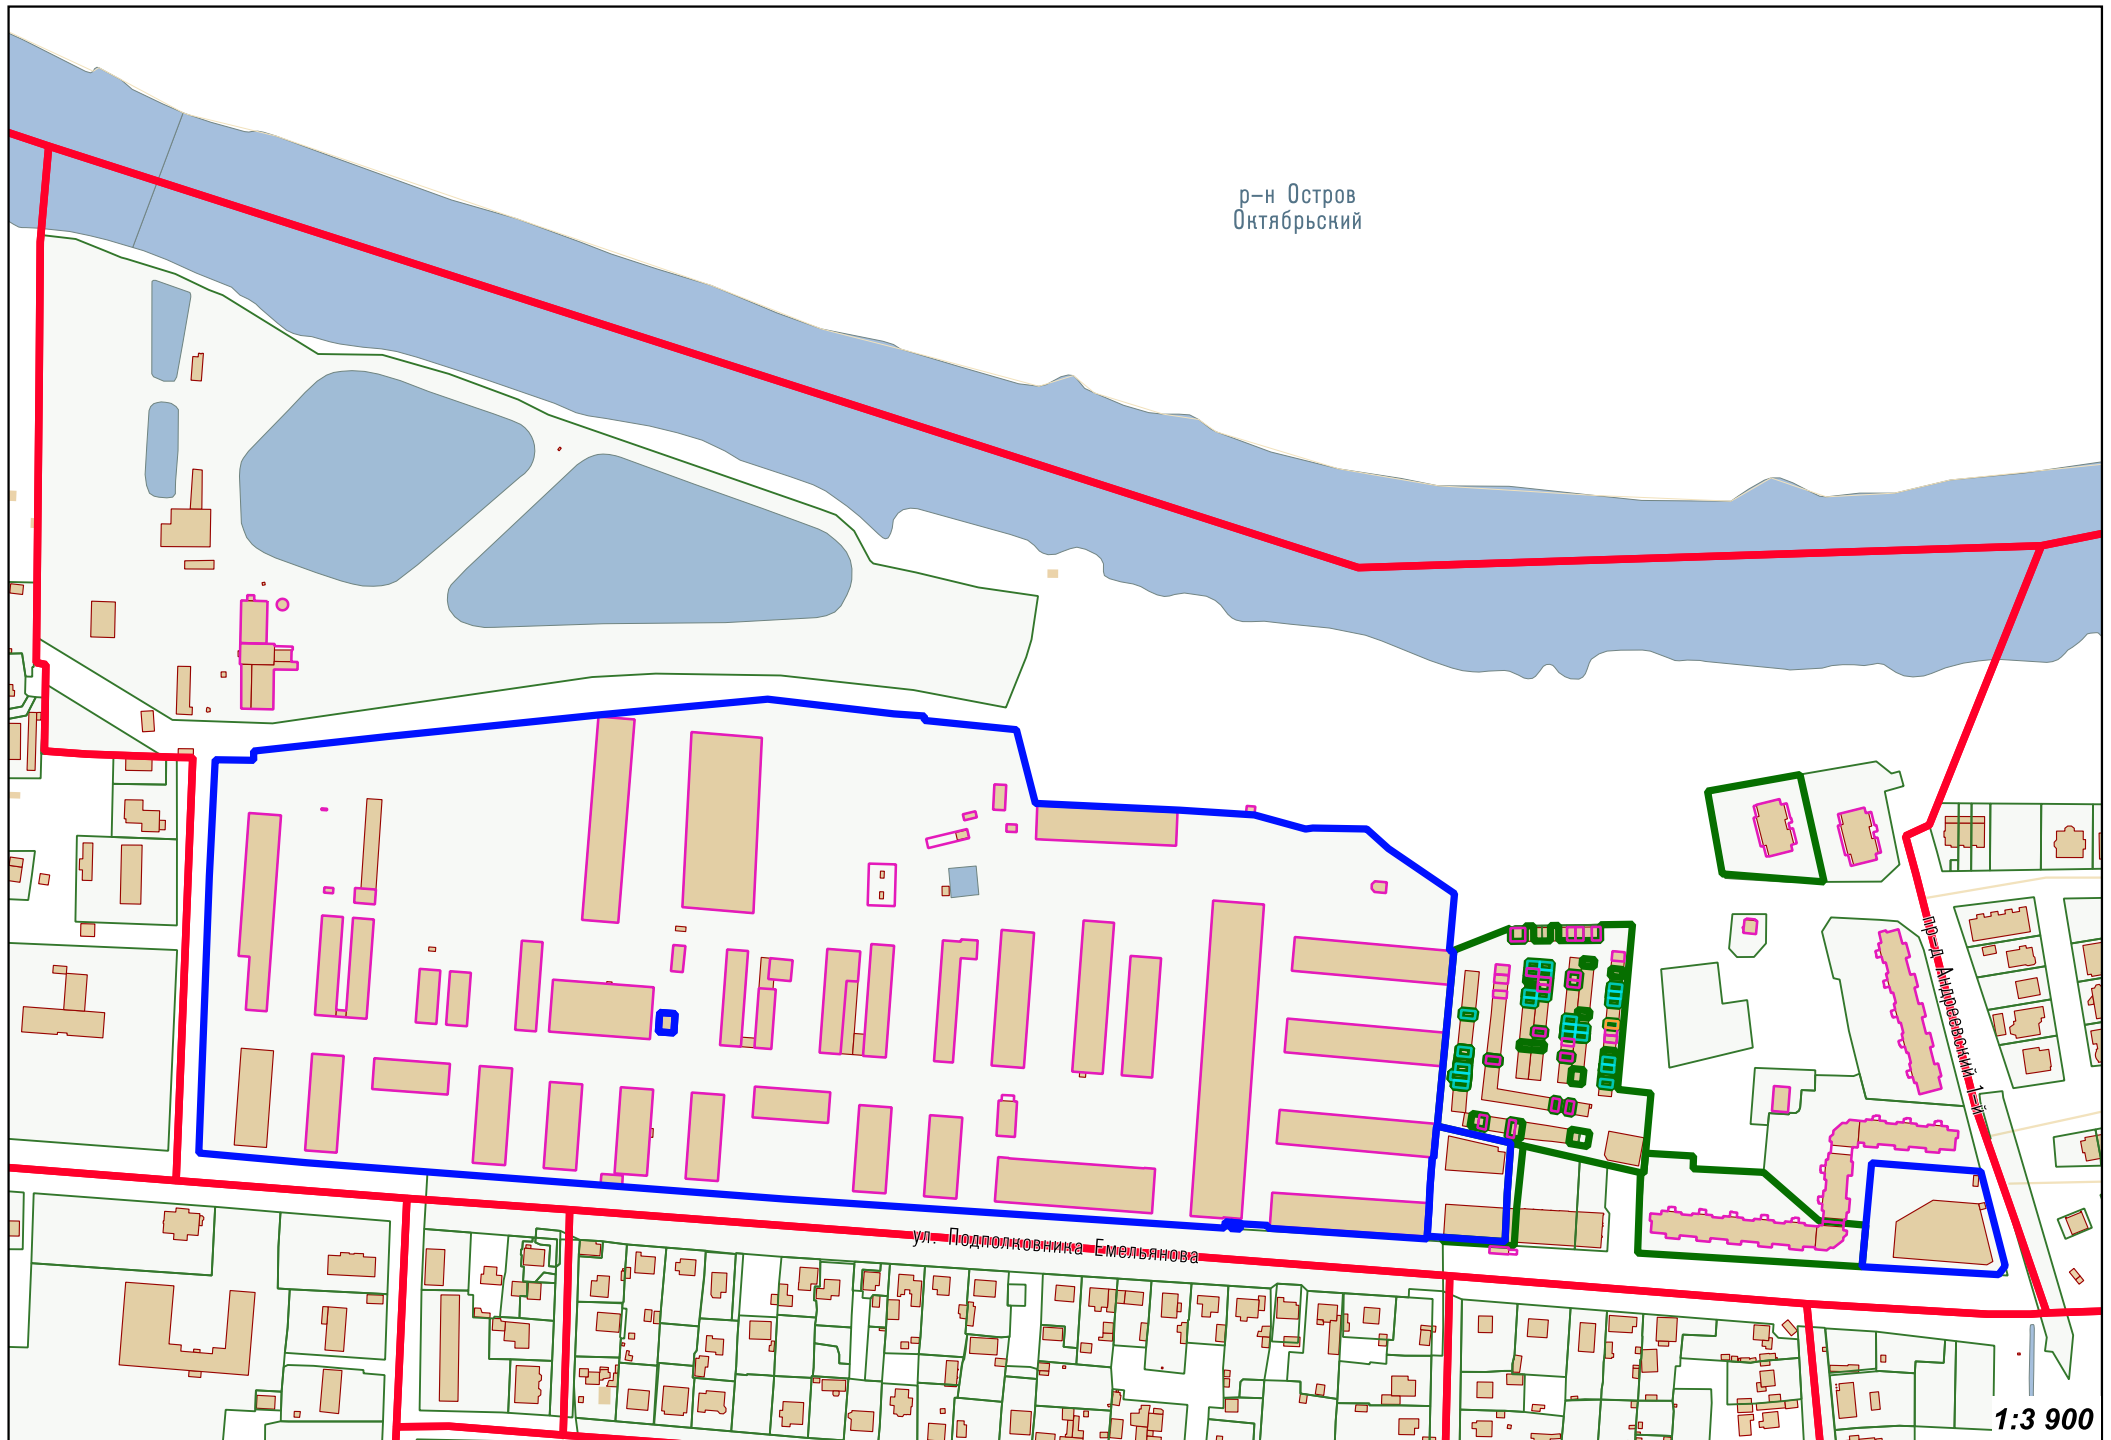 р-н Остров
Октябрьский
пр-д Андреевский 1-й
ул. Подполковника Емельянова
1:3 900